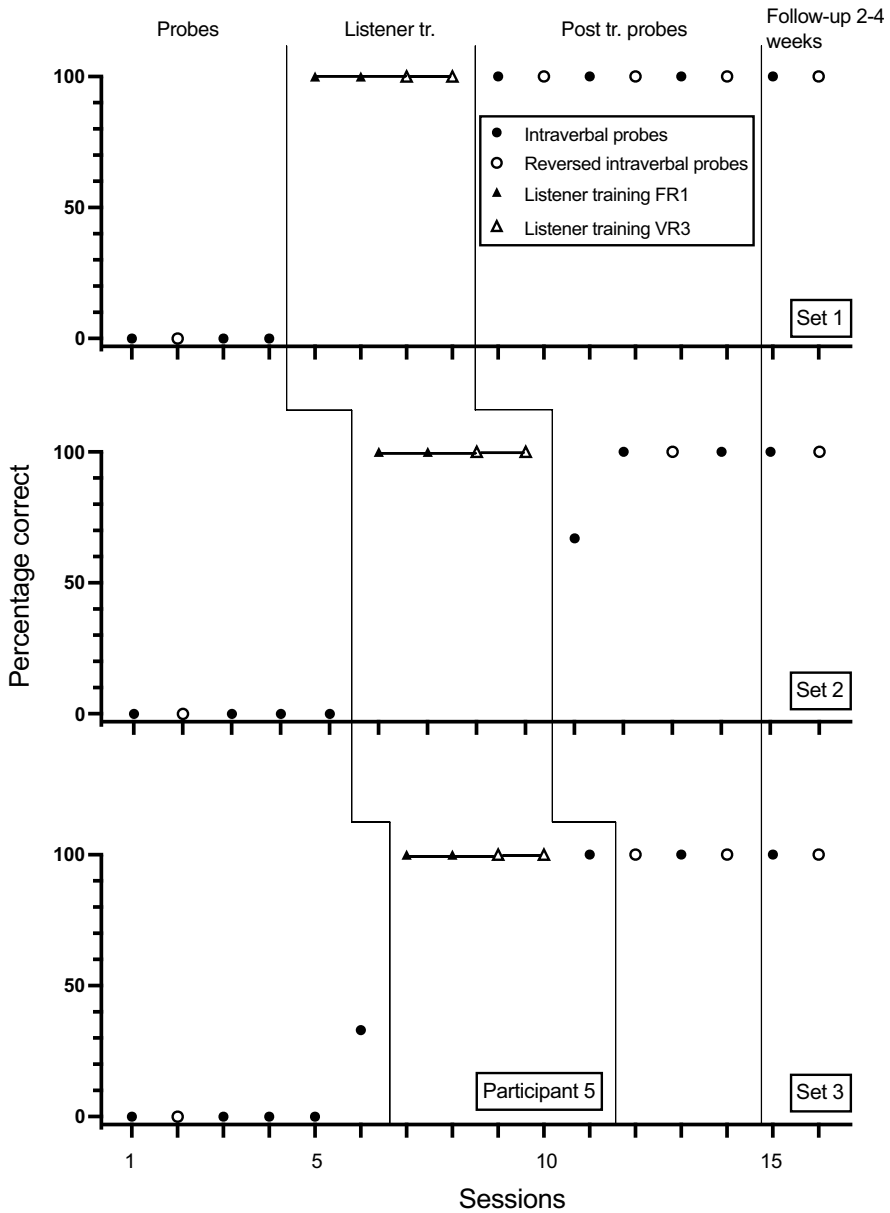 Probes
Listener tr.
Post tr. probes
Follow-up 2-4
weeks
100
50
0
Intraverbal probes
Reversed intraverbal probes
Listener training FR1
Listener training VR3
Set 1
Percentage correct
100
50
0
Set 2
100
50
0
Participant 5
Set 3
1
5
10
15
Sessions